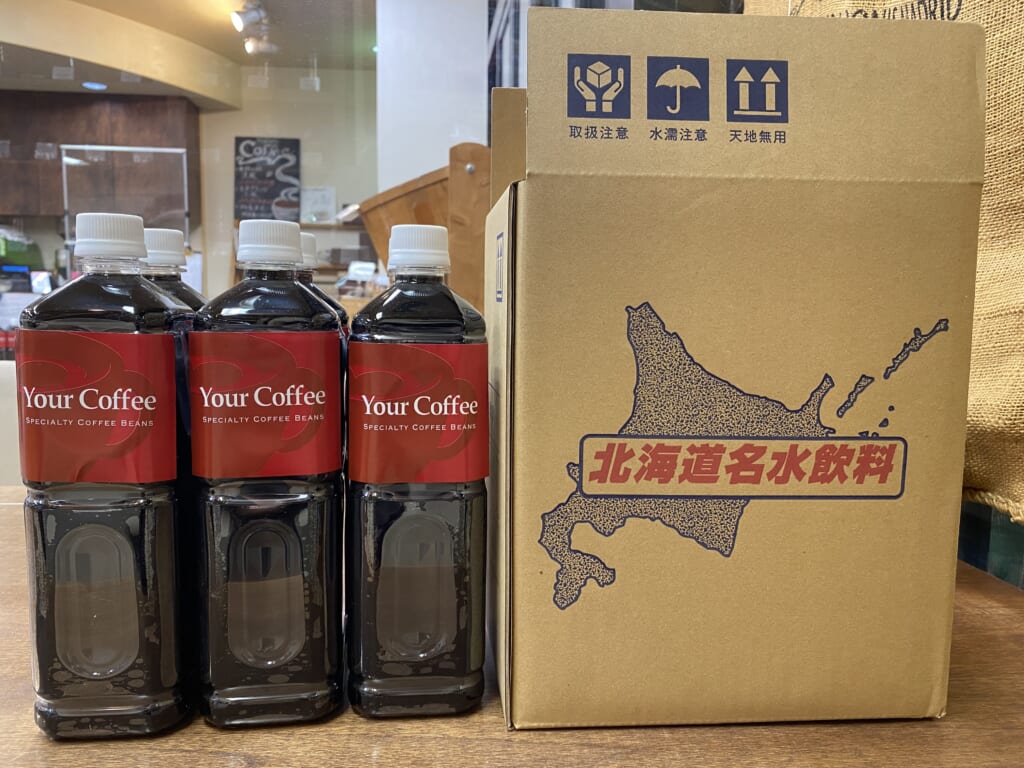 Your Coffee
SPECIALTY COFFEE BEANS
Your Coffee
SPECIALTY COFFEE BEANS
Your Coffee
SPECIALTY COFFEE BEANS
取扱注意
水濡注意
天地無用
北海道名水飲料